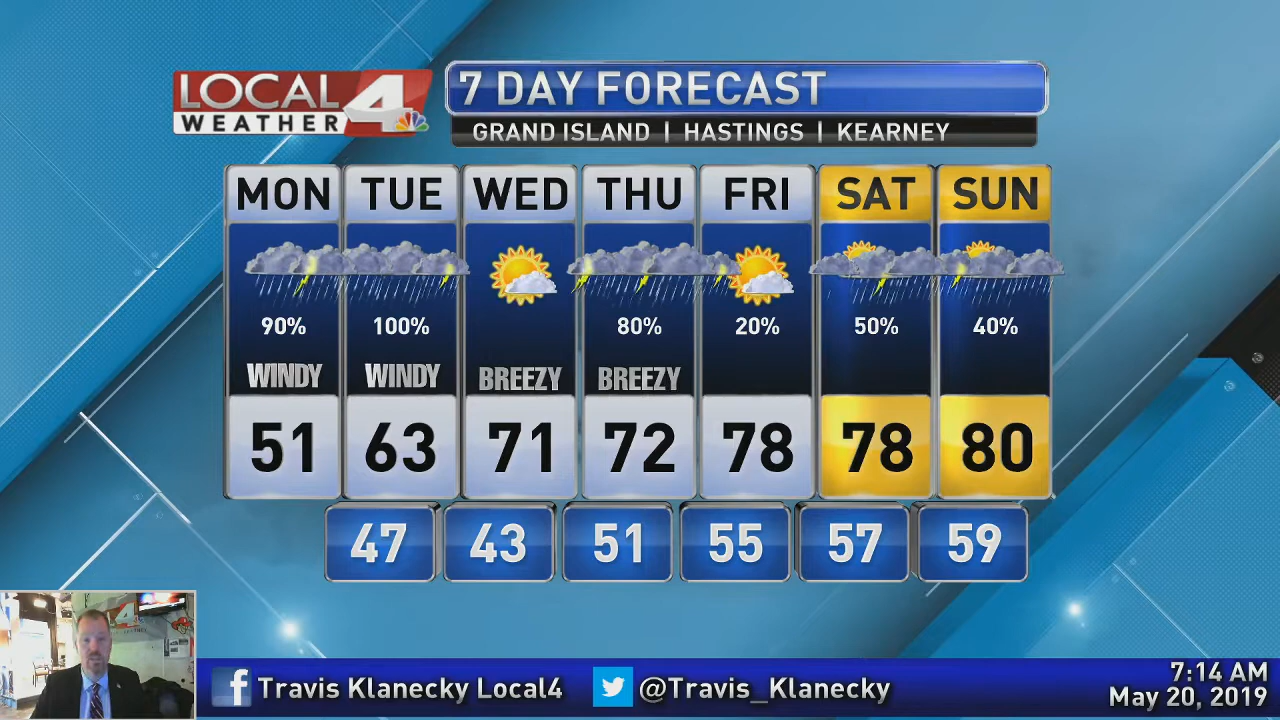 LOCAL 4
WEATHER
7 DAY FORECAST
GRAND ISLAND | HASTINGS | KEARNEY
MON TUE WED THU FRI SAT SUN
90% 100% 80% 20% 50% 40%
WINDY WINDY BREEZY BREEZY
51 63 71 72 78 78 80
47 43 51 55 57 59
4
f Travis Klanecky Local4
@Travis_Klanecky
7:14 AM
May 20, 2019